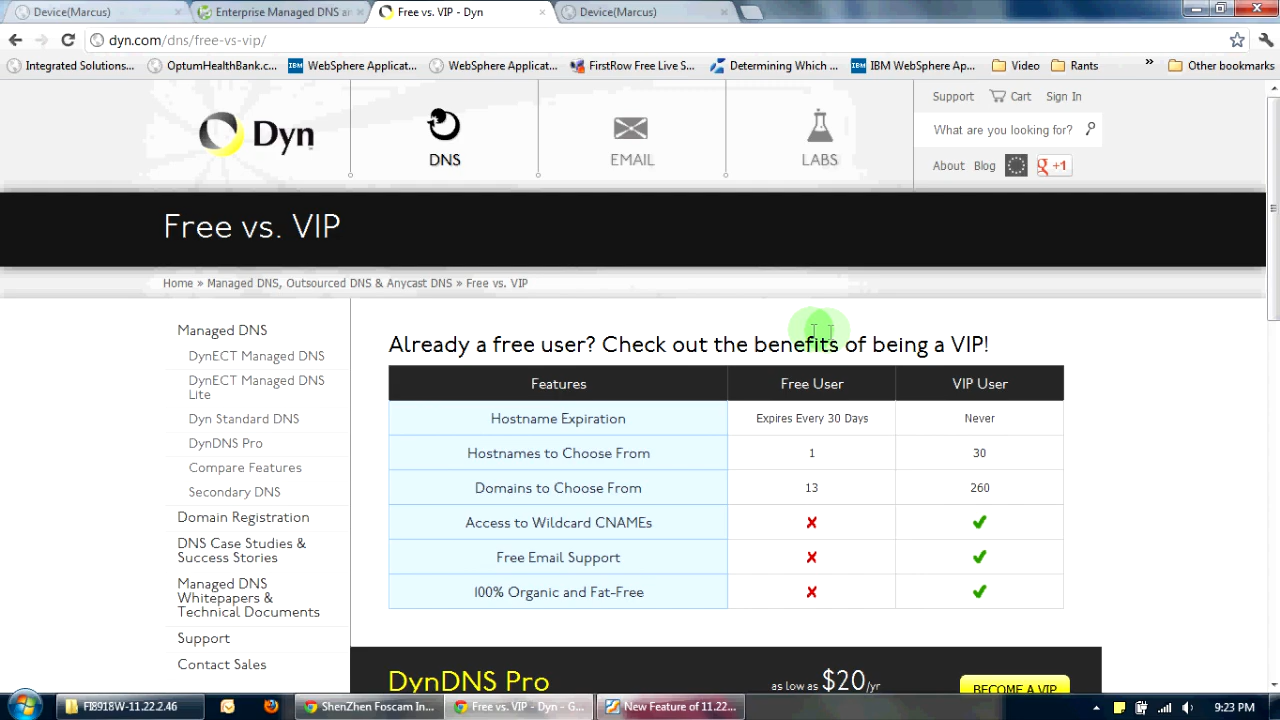 Device(Marcus)
Enterprise Managed DNS an
Free vs. VIP - Dyn
Device(Marcus)
dyn.com/dns/free-vs-vip/
Integrated Solutions...
OptumHealthBank.c...
IBM WebSphere Applicat...
WebSphere Applicat...
FirstRow Free Live S...
Determining Which ...
IBM IBM WebSphere Ap...
Video
Rants
»
Other bookmarks
Dyn
DNS
EMAIL
LABS
Support Cart Sign In
What are you looking for?
About Blog g +1
Free vs. VIP
Home » Managed DNS, Outsourced DNS & Anycast DNS » Free vs. VIP
Managed DNS
DynECT Managed DNS
DynECT Managed DNS
Lite
Dyn Standard DNS
DynDNS Pro
Compare Features
Secondary DNS
Domain Registration
DNS Case Studies &
Success Stories
Managed DNS
Whitepapers &
Technical Documents
Support
Contact Sales
Already a free user? Check out the benefits of being a VIP!
Features Free User VIP User
Hostname Expiration Expires Every 30 Days Never
Hostnames to Choose From 1 30
Domains to Choose From 13 260
Access to Wildcard CNAMEs ✘ ✔
Free Email Support ✘ ✔
100% Organic and Fat-Free ✘ ✔
DynDNS Pro
as low as $20/yr
BECOME A VIP
FI8918W-11.22.2.46
ShenZhen Foscam In...
Free vs. VIP - Dyn - G...
New Feature of 11.22...
9:23 PM